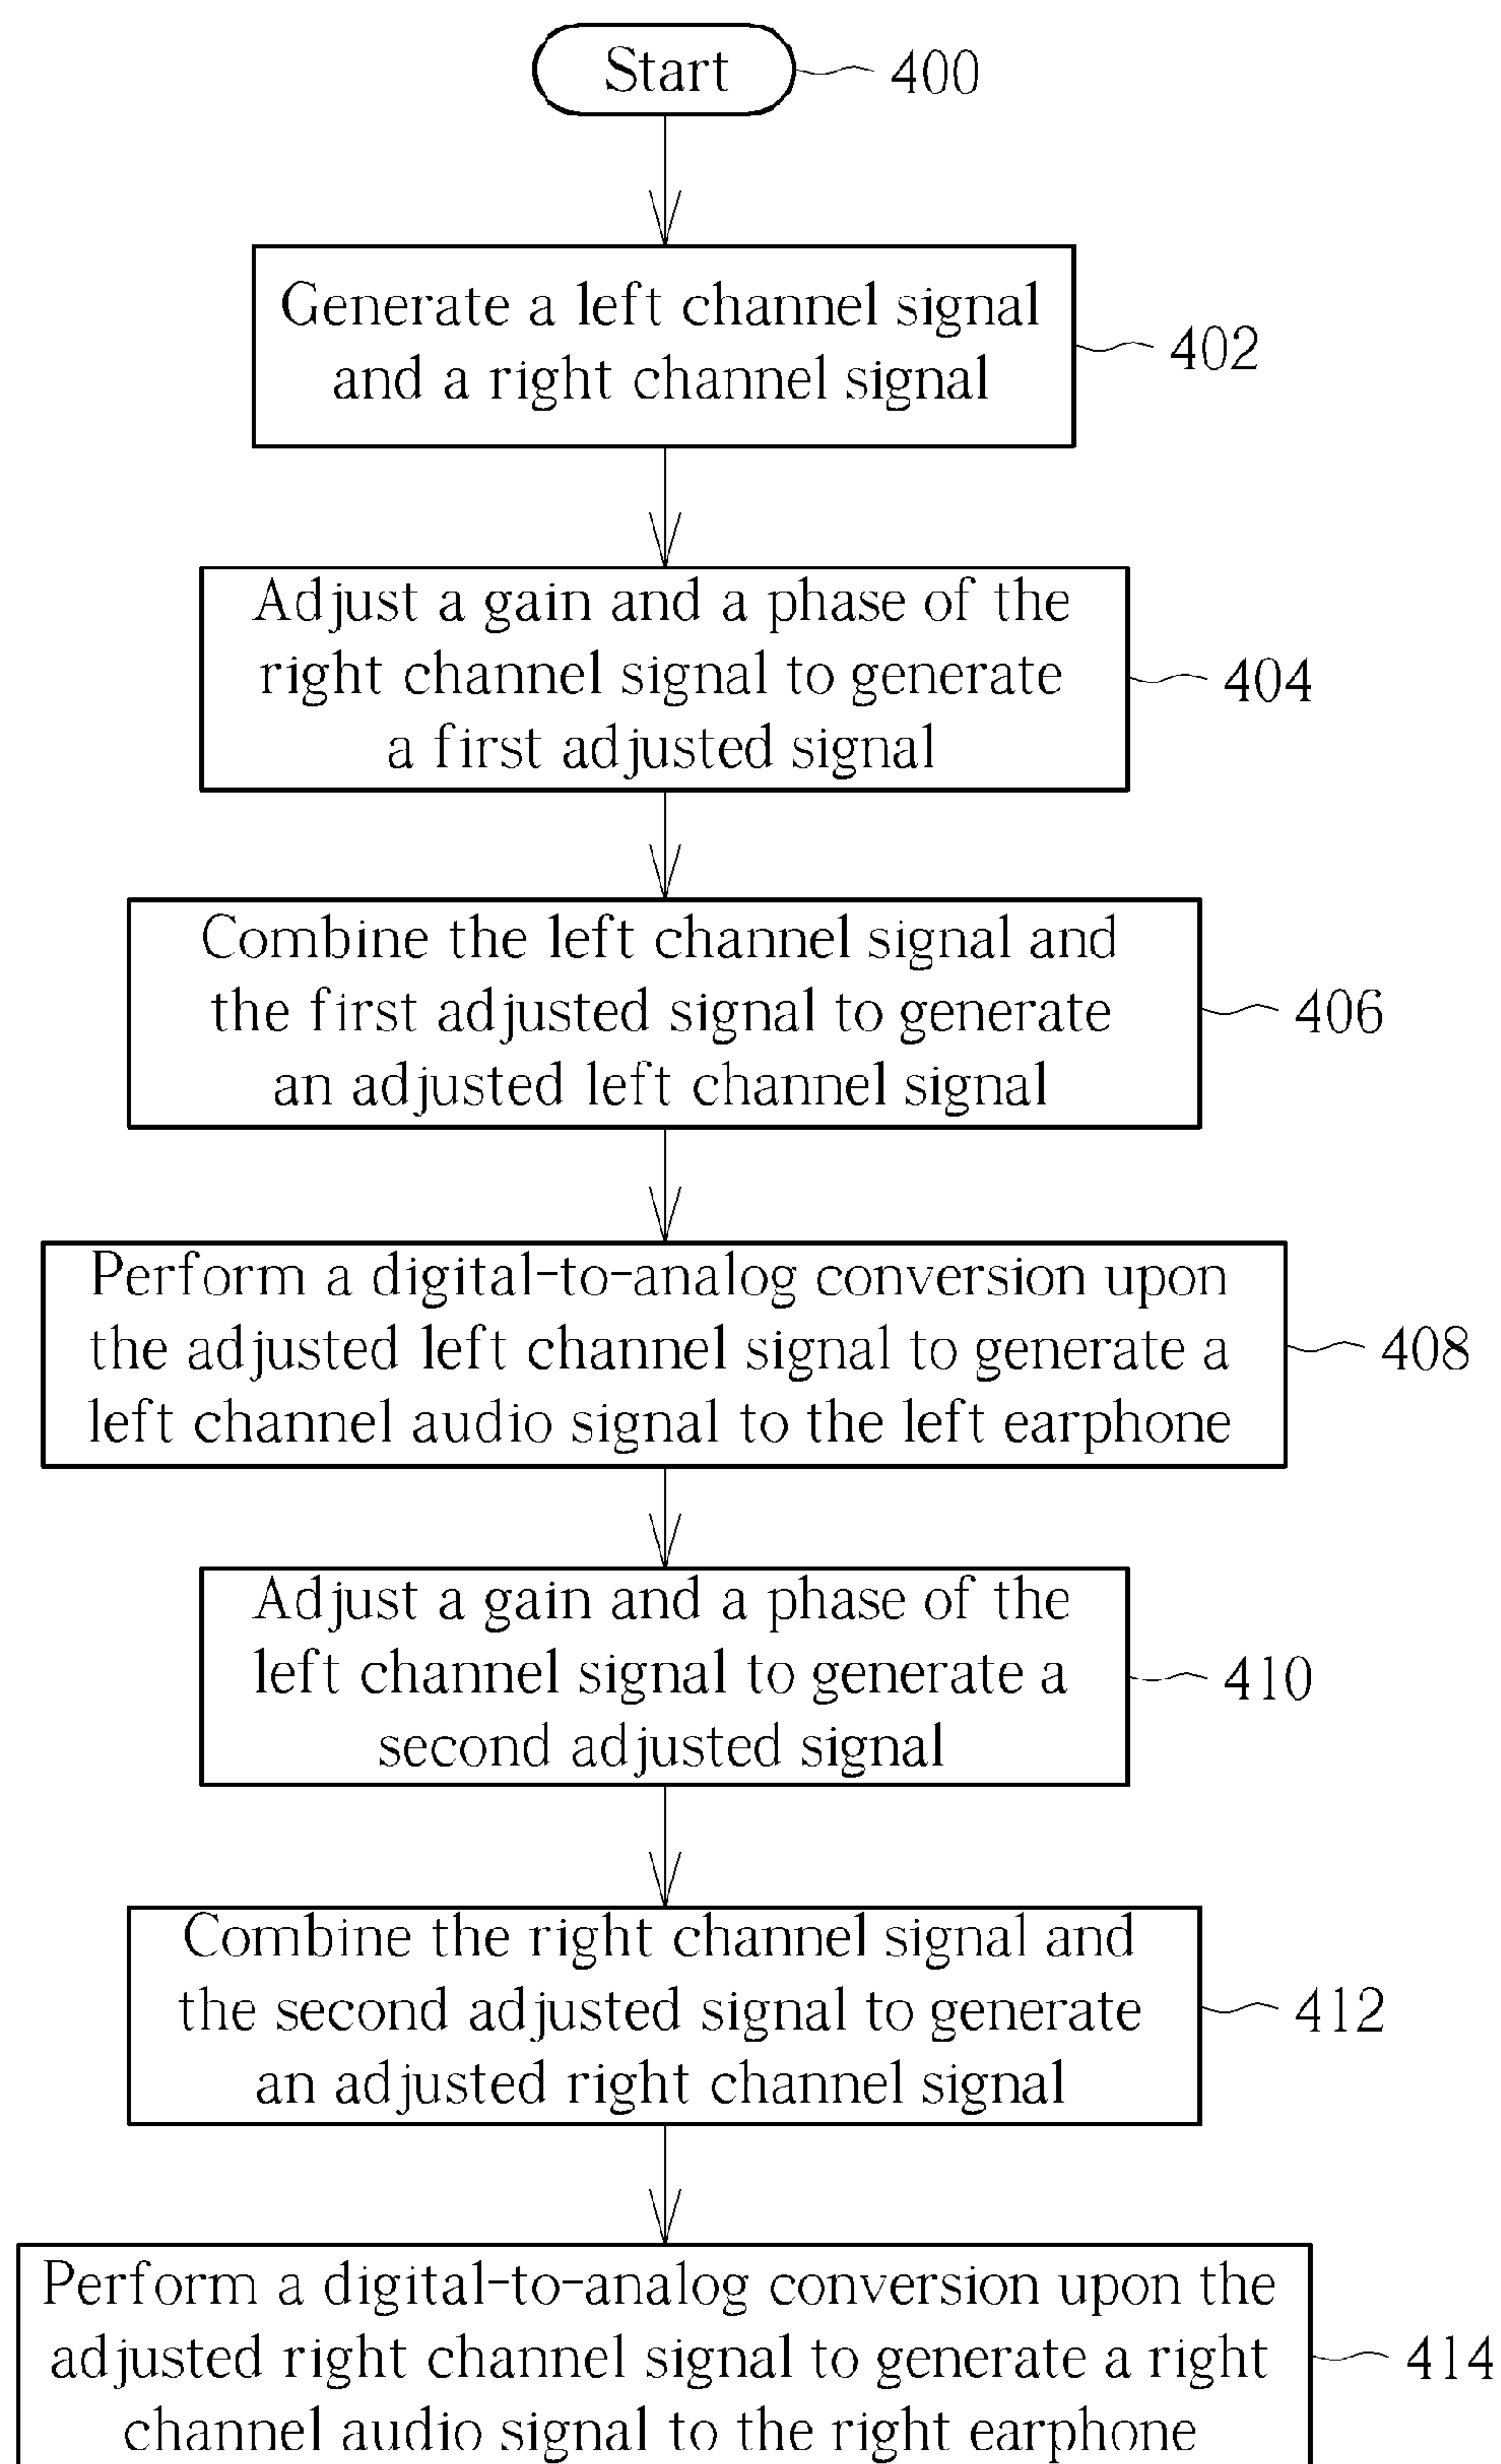 Start
400
Generate a left channel signal
and a right channel signal
402
Adjust a gain and a phase of the
right channel signal to generate
a first adjusted signal
404
Combine the left channel signal and
the first adjusted signal to generate
an adjusted left channel signal
406
Perform a digital-to-analog conversion upon
the adjusted left channel signal to generate a
left channel audio signal to the left earphone
408
Adjust a gain and a phase of the
left channel signal to generate a
second adjusted signal
410
Combine the right channel signal and
the second adjusted signal to generate
an adjusted right channel signal
412
Perform a digital-to-analog conversion upon the
adjusted right channel signal to generate a right
channel audio signal to the right earphone
414